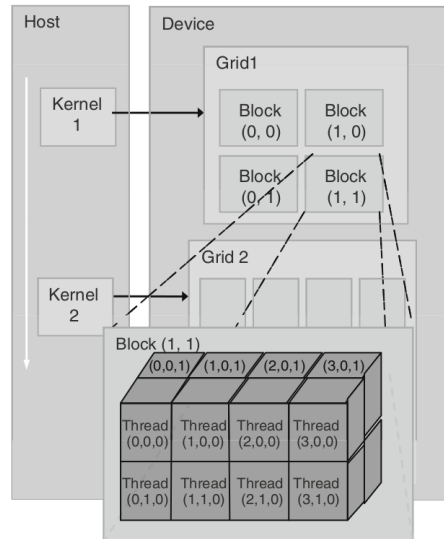 Host
Device
Grid1
Kernel
1
Block
(0, 0)
Block
(1, 0)
Block
(0, 1)
Block
(1, 1)
Grid 2
Kernel
2
Block (1, 1)
(0,0,1) (1,0,1) (2,0,1) (3,0,1)
Thread
(0,0,0)
Thread
(1,0,0)
Thread
(2,0,0)
Thread
(3,0,0)
Thread
(0,1,0)
Thread
(1,1,0)
Thread
(2,1,0)
Thread
(3,1,0)